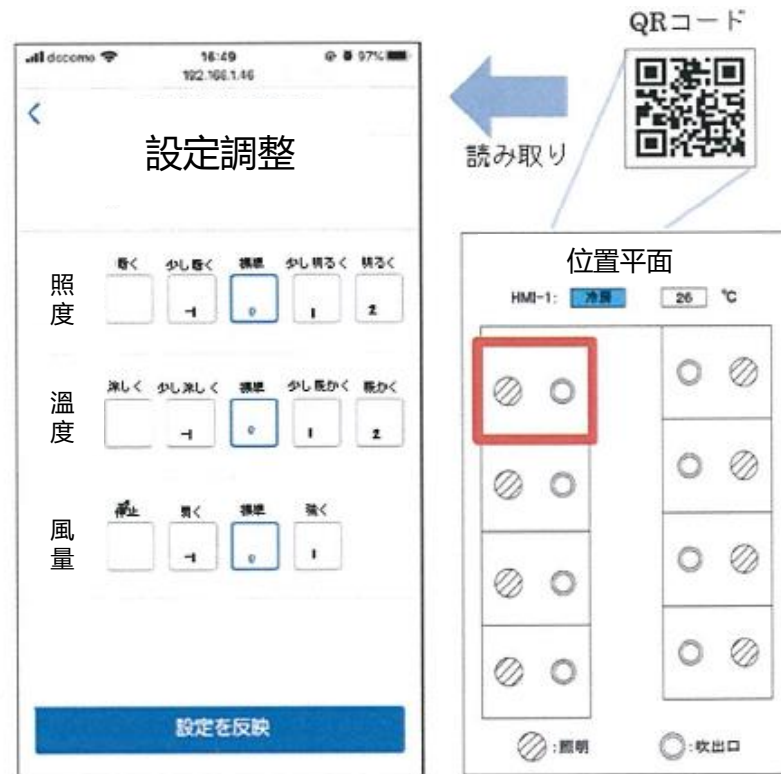 docomo 16:49 97%
192.168.1.46
設定調整
照度
暗く 少し暗く 標準 少し明るく 明るく
-1 0 1 2
温度
涼しく 少し涼しく 標準 少し暖かく 暖かく
-1 0 1 2
風量
停止 弱く 標準 強く
-1 0 1
設定を反映
QRコード
読み取り
位置平面
HMI-1: 冷房 26 ℃
:照明 :吹出口